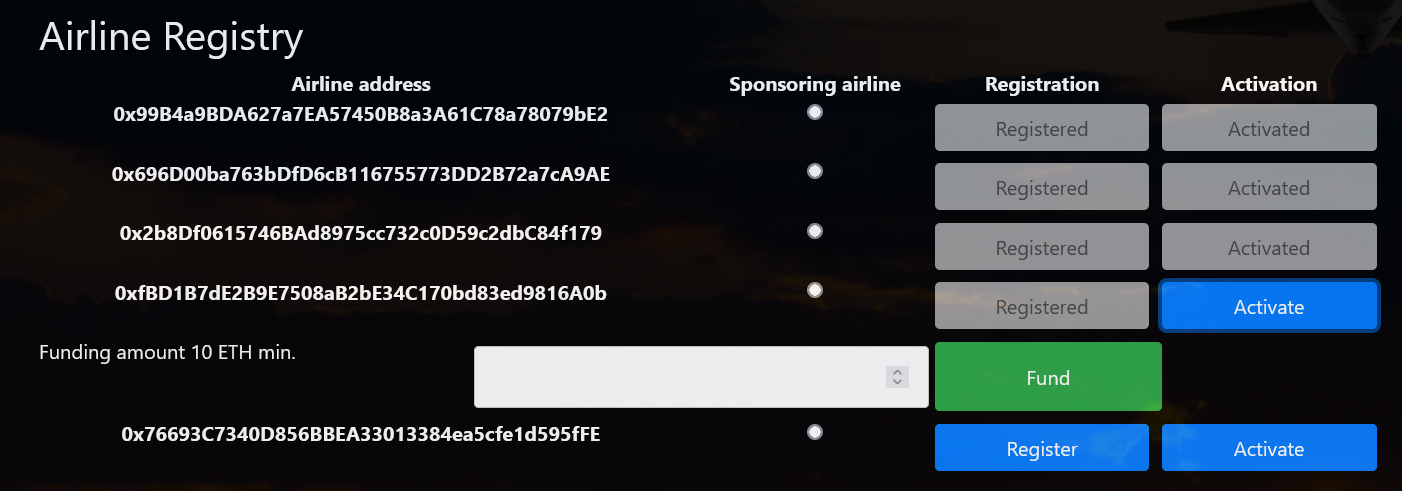 Airline Registry
Airline address Sponsoring airline Registration Activation
0x99B4a9BDA627a7EA57450B8a3A61C78a78079bE2 Registered Activated
0x696D00ba763bDfD6cB116755773DD2B72a7cA9AE Registered Activated
0x2b8Df0615746BAd8975cc732c0D59c2dbC84f179 Registered Activated
0xfBD1B7dE2B9E7508aB2bE34C170bd83ed9816A0b Registered Activate
Funding amount 10 ETH min. Fund
0x76693C7340D856BBEA33013384ea5cfe1d595fFE Register Activate